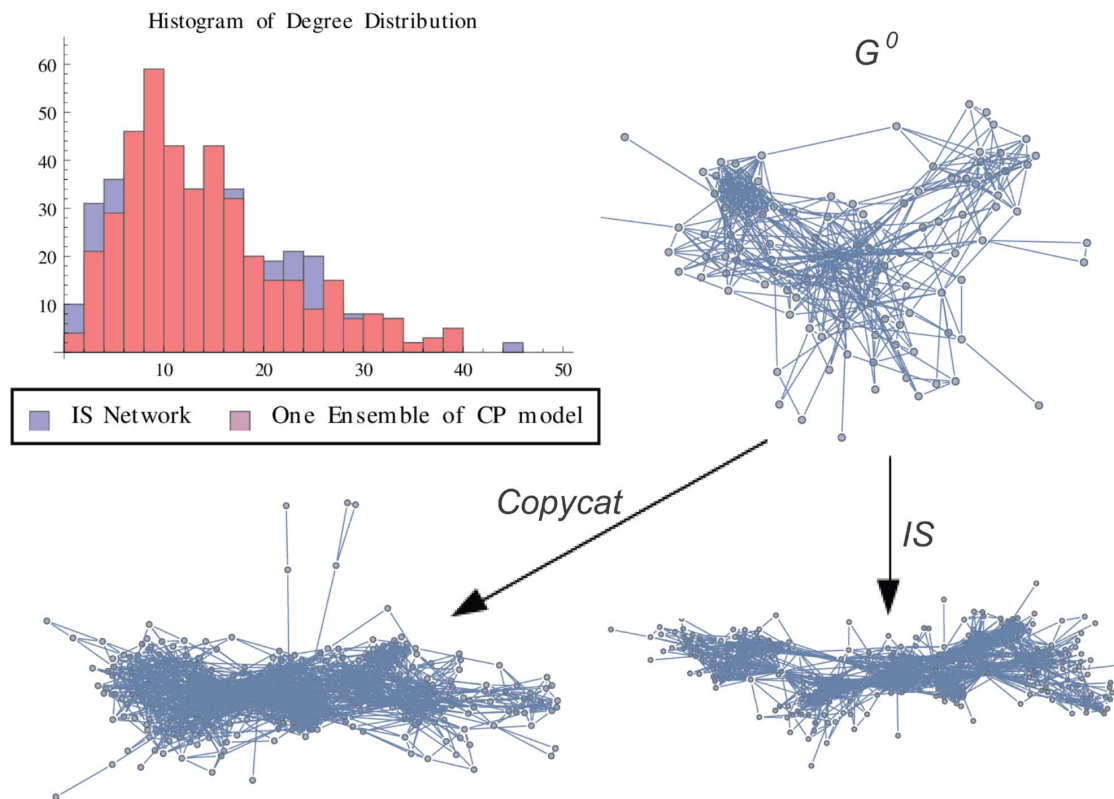 Histogram of Degree Distribution
60
50
40
30
20
10
10 20 30 40 50
IS Network One Ensemble of CP model
G⁰
Copycat
IS